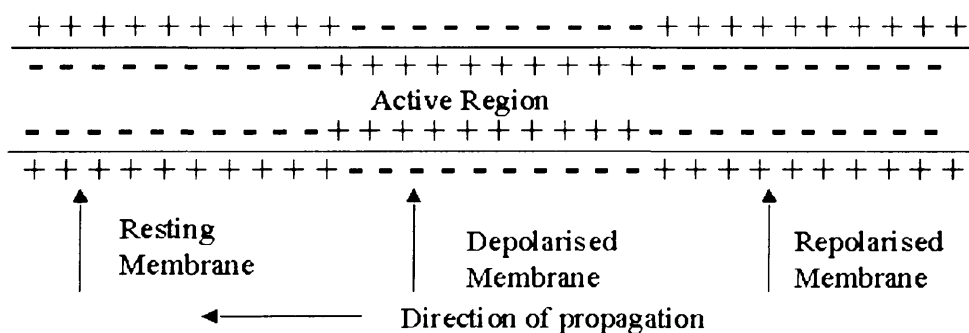 + + + + + + + + + + - - - - - - - - - - + + + + + + + + + +
- - - - - - - - - - + + + + + + + + + + - - - - - - - - - -
Active Region
- - - - - - - - - - + + + + + + + + + + - - - - - - - - - -
+ + + + + + + + + + - - - - - - - - - - + + + + + + + + + +
Resting
Membrane
Depolarised
Membrane
Repolarised
Membrane
Direction of propagation